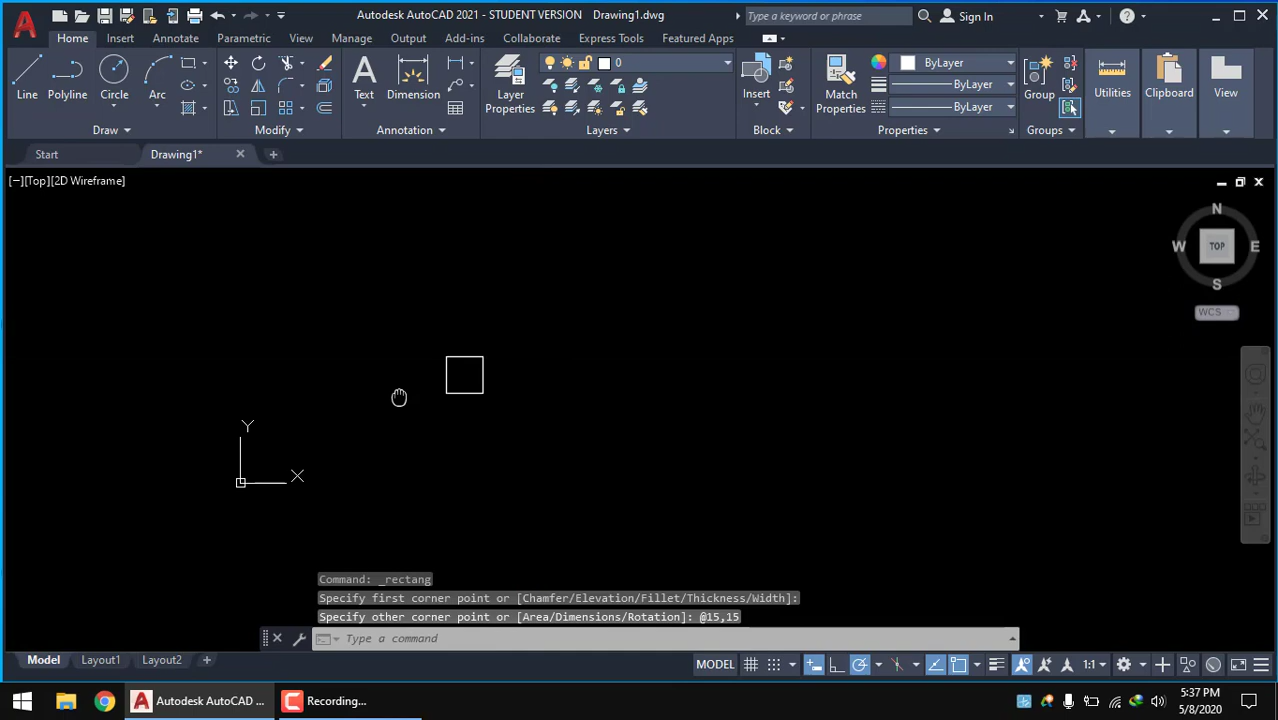 Autodesk AutoCAD 2021 - STUDENT VERSION Drawing1.dwg
Type a keyword or phrase
Sign In
Home Insert Annotate Parametric View Manage Output Add-ins Collaborate Express Tools Featured Apps
Line Polyline Circle Arc
Draw
Modify
Text Dimension
Annotation
Layer Properties
0
Layers
Insert
Block
Match Properties
ByLayer
ByLayer
ByLayer
Properties
Group
Groups
Utilities
Clipboard
View
Start Drawing1*
[−][Top][2D Wireframe]
N
W TOP E
S
WCS
Y
X
Command: _rectang
Specify first corner point or [Chamfer/Elevation/Fillet/Thickness/Width]:
Specify other corner point or [Area/Dimensions/Rotation]: @15,15
Type a command
Model Layout1 Layout2
MODEL 1:1
Autodesk AutoCAD ... Recording...
5:37 PM
5/8/2020